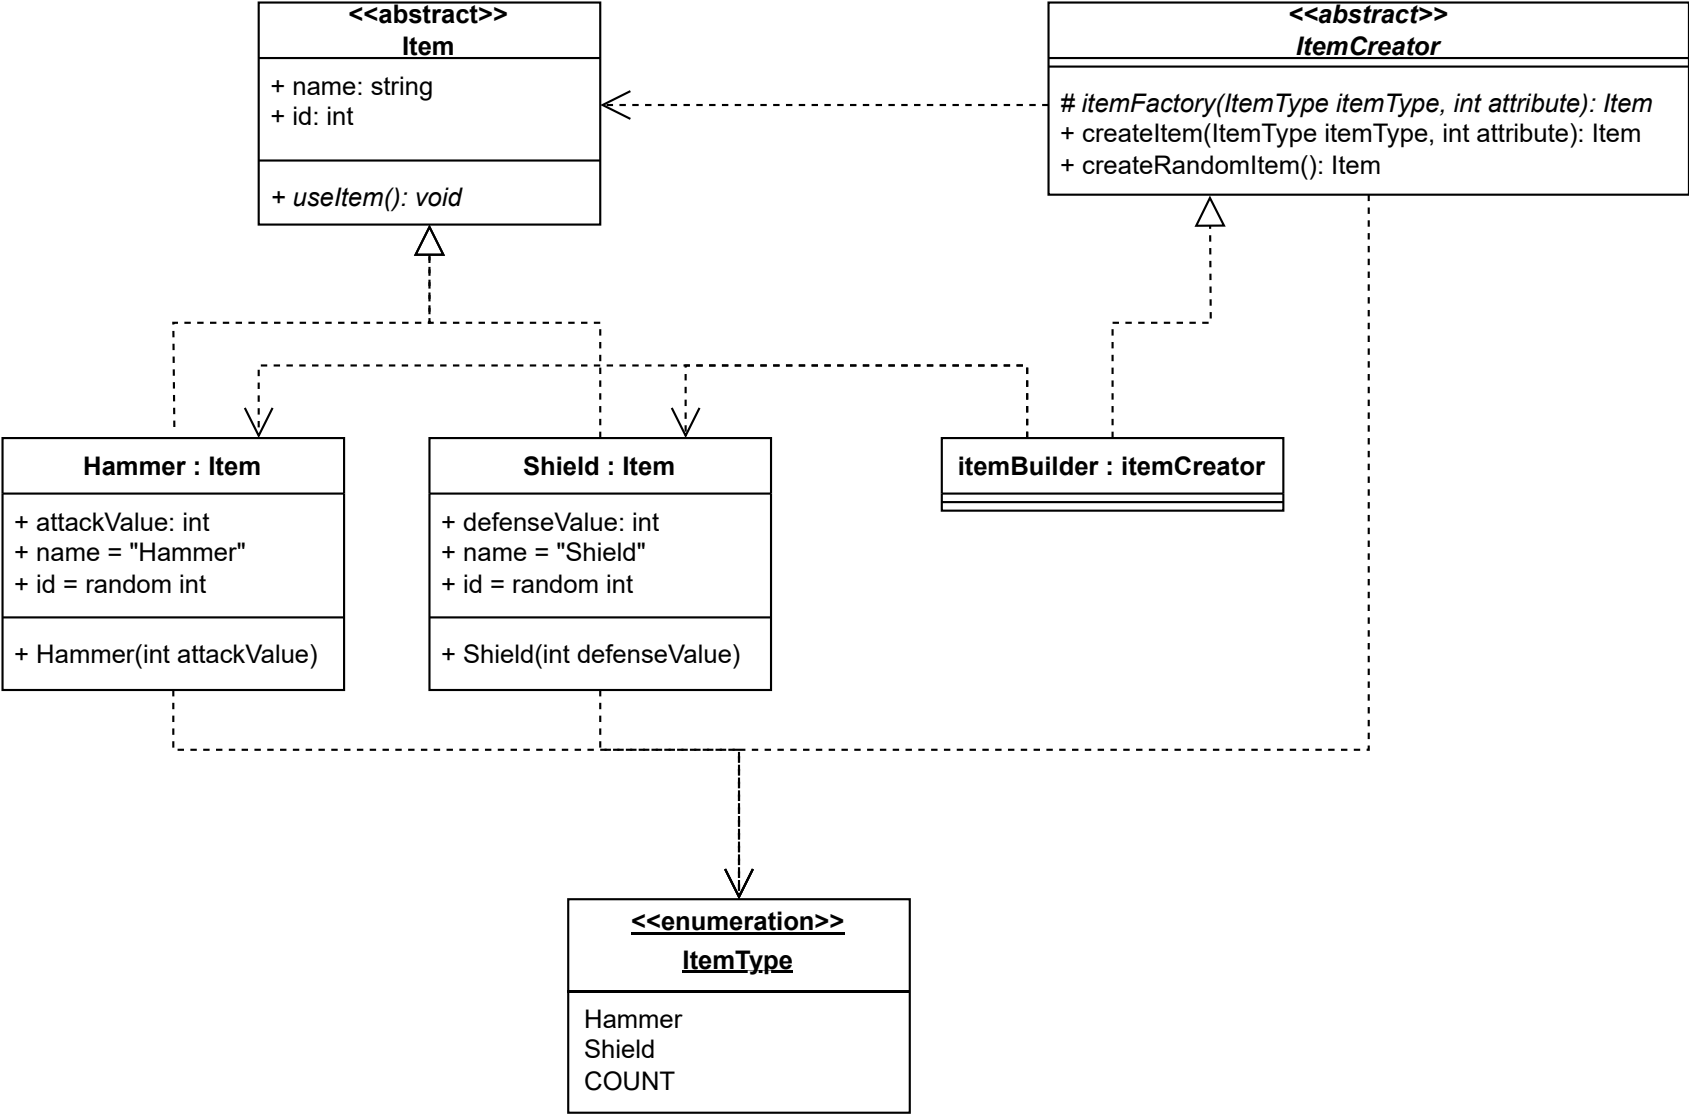 <<abstract>>
Item
+ name: string
+ id: int
+ useItem(): void
<<abstract>>
ItemCreator
# itemFactory(ItemType itemType, int attribute): Item
+ createItem(ItemType itemType, int attribute): Item
+ createRandomItem(): Item
Hammer : Item
+ attackValue: int
+ name = "Hammer"
+ id = random int
+ Hammer(int attackValue)
Shield : Item
+ defenseValue: int
+ name = "Shield"
+ id = random int
+ Shield(int defenseValue)
itemBuilder : itemCreator
<<enumeration>>
ItemType
Hammer
Shield
COUNT